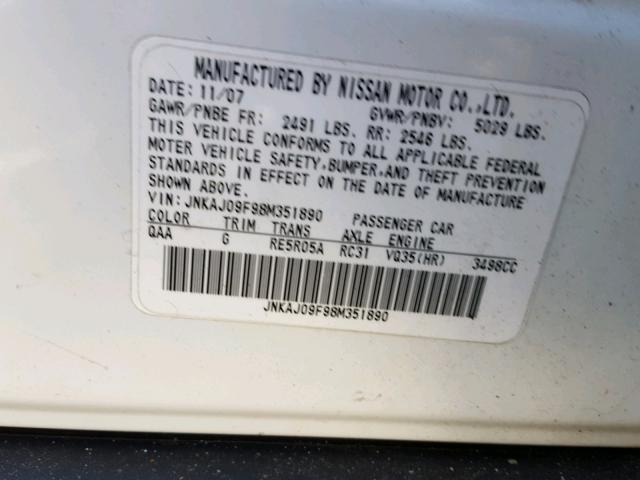 MANUFACTURED BY NISSAN MOTOR CO.,LTD.
DATE: 11/07 GVWR/PNBV: 5029 LBS.
GAWR/PNBE FR: 2491 LBS. RR: 2546 LBS.
THIS VEHICLE CONFORMS TO ALL APPLICABLE FEDERAL
MOTOR VEHICLE SAFETY,BUMPER,AND THEFT PREVENTION
STANDARDS IN EFFECT ON THE DATE OF MANUFACTURE
SHOWN ABOVE.
VIN: JNKAJ09F98M351890 PASSENGER CAR
COLOR TRIM TRANS AXLE ENGINE
QAA G RE5R05A RC31 VQ35(HR) 3498CC
JNKAJ09F98M351890